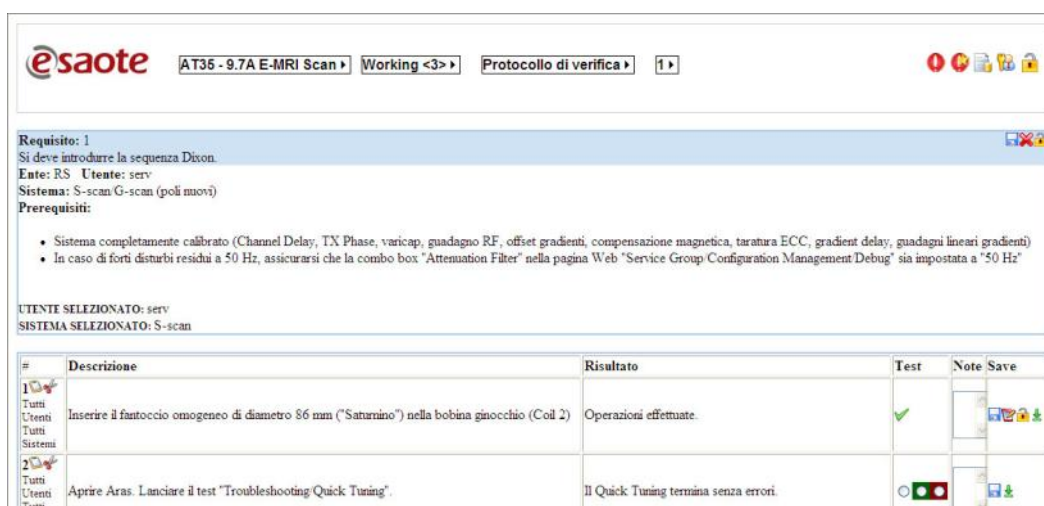 esaote
AT35 - 9.7A E-MRI Scan Working <3> Protocollo di verifica 1
Requisito: 1
Si deve introdurre la sequenza Dixon.
Ente: RS Utente: serv
Sistema: S-scan/G-scan (poli nuovi)
Prerequisiti:
Sistema completamente calibrato (Channel Delay, TX Phase, varicap, guadagno RF, offset gradienti, compensazione magnetica, taratura ECC, gradient delay, guadagni lineari gradienti)
In caso di forti disturbi residui a 50 Hz, assicurarsi che la combo box "Attenuation Filter" nella pagina Web "Service Group/Configuration Management/Debug" sia impostata a "50 Hz"
UTENTE SELEZIONATO: serv
SISTEMA SELEZIONATO: S-scan
# Descrizione Risultato Test Note Save
1
Tutti
Utenti
Tutti
Sistemi
Inserire il fantoccio omogeneo di diametro 86 mm ("Saturnino") nella bobina ginocchio (Coil 2) Operazioni effettuate.
2
Tutti
Utenti
Tutti
Aprire Aras. Lanciare il test "Troubleshooting/Quick Tuning". Il Quick Tuning termina senza errori.